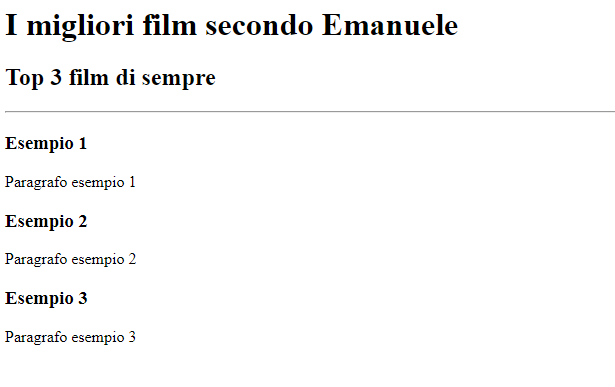 I migliori film secondo Emanuele
Top 3 film di sempre
Esempio 1
Paragrafo esempio 1
Esempio 2
Paragrafo esempio 2
Esempio 3
Paragrafo esempio 3